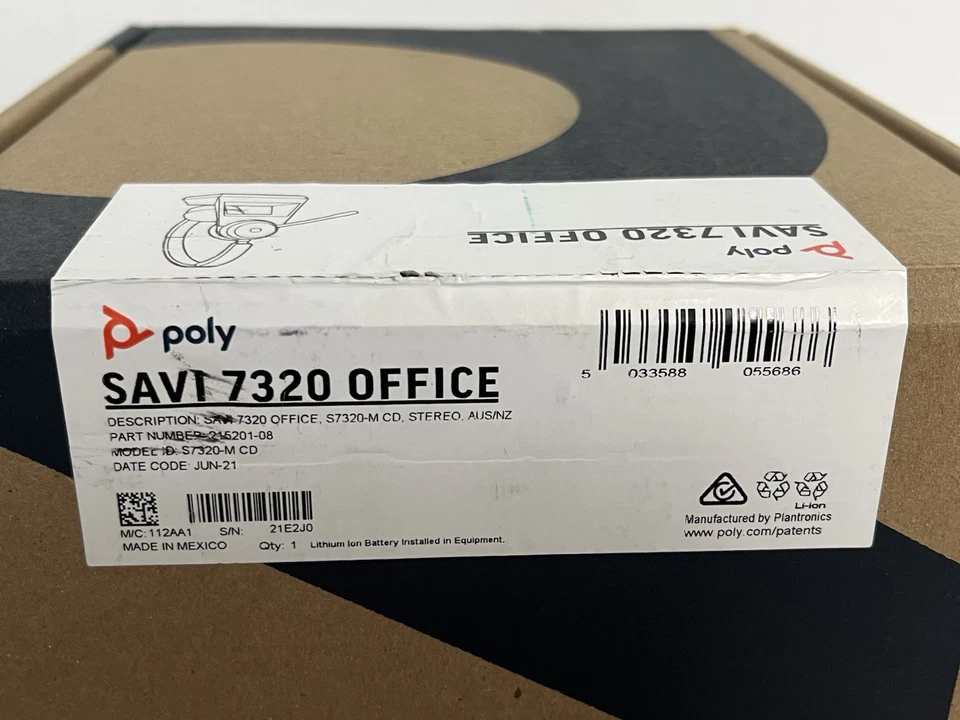 SAVI 7320 OFFICE
poly
poly
SAVI 7320 OFFICE
DESCRIPTION: SAVI 7320 OFFICE, S7320-M CD, STEREO, AUS/NZ
PART NUMBER 215201-08
MODEL ID: S7320-M CD
DATE CODE: JUN-21
5 033588 055686
M/C: 112AA1 S/N: 21E2J0
MADE IN MEXICO Qty: 1 Lithium Ion Battery Installed in Equipment.
Li-ion
Manufactured by Plantronics
www.poly.com/patents